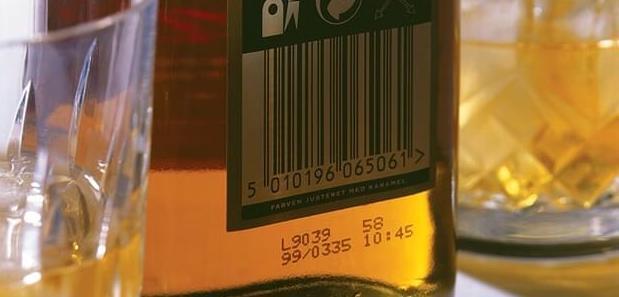 5 010196 065061 >
FARVEN JUSTERET MED KARAMEL
L9039 58
99/0335 10:45